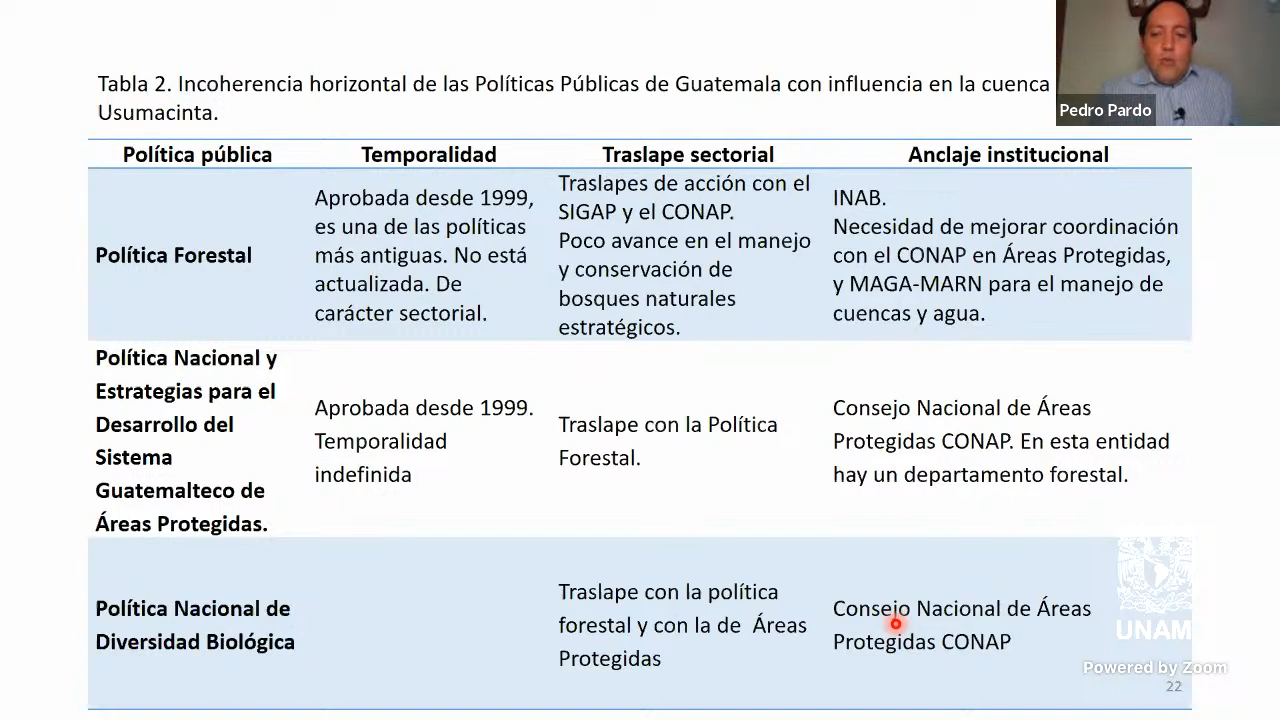 Tabla 2. Incoherencia horizontal de las Políticas Públicas de Guatemala con influencia en la cuenca
Usumacinta.
Pedro Pardo
Política pública
Temporalidad
Traslape sectorial
Anclaje institucional
Política Forestal
Aprobada desde 1999,
es una de las políticas
más antiguas. No está
actualizada. De
carácter sectorial.
Traslapes de acción con el
SIGAP y el CONAP.
Poco avance en el manejo
y conservación de
bosques naturales
estratégicos.
INAB.
Necesidad de mejorar coordinación
con el CONAP en Áreas Protegidas,
y MAGA-MARN para el manejo de
cuencas y agua.
Política Nacional y
Estrategias para el
Desarrollo del
Sistema
Guatemalteco de
Áreas Protegidas.
Aprobada desde 1999.
Temporalidad
indefinida
Traslape con la Política
Forestal.
Consejo Nacional de Áreas
Protegidas CONAP. En esta entidad
hay un departamento forestal.
Política Nacional de
Diversidad Biológica
Traslape con la política
forestal y con la de Áreas
Protegidas
Consejo Nacional de Áreas
Protegidas CONAP
UNAM
Powered by Zoom
22